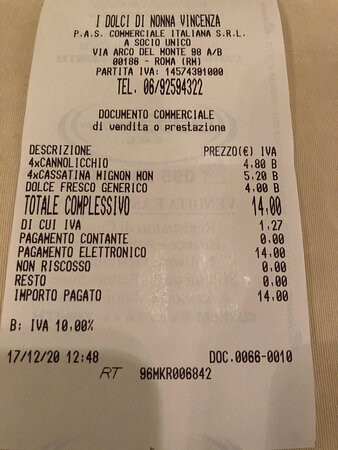 I DOLCI DI NONNA VINCENZA
P.A.S. COMMERCIALE ITALIANA S.R.L.
A SOCIO UNICO
VIA ARCO DEL MONTE 98 A/B
00186 - ROMA (RM)
PARTITA IVA: 14574391000
TEL. 06/92594322
DOCUMENTO COMMERCIALE
di vendita o prestazione
DESCRIZIONE PREZZO(€) IVA
4xCANNOLICCHIO 4.80 B
4xCASSATINA MIGNON MON 5.20 B
DOLCE FRESCO GENERICO 4.00 B
TOTALE COMPLESSIVO 14.00
DI CUI IVA 1,27
PAGAMENTO CONTANTE 0.00
PAGAMENTO ELETTRONICO 14.00
NON RISCOSSO 0.00
RESTO 0.00
IMPORTO PAGATO 14.00
B: IVA 10,00%
17/12/20 12:48 DOC.0066-0010
RT 96MKR006842